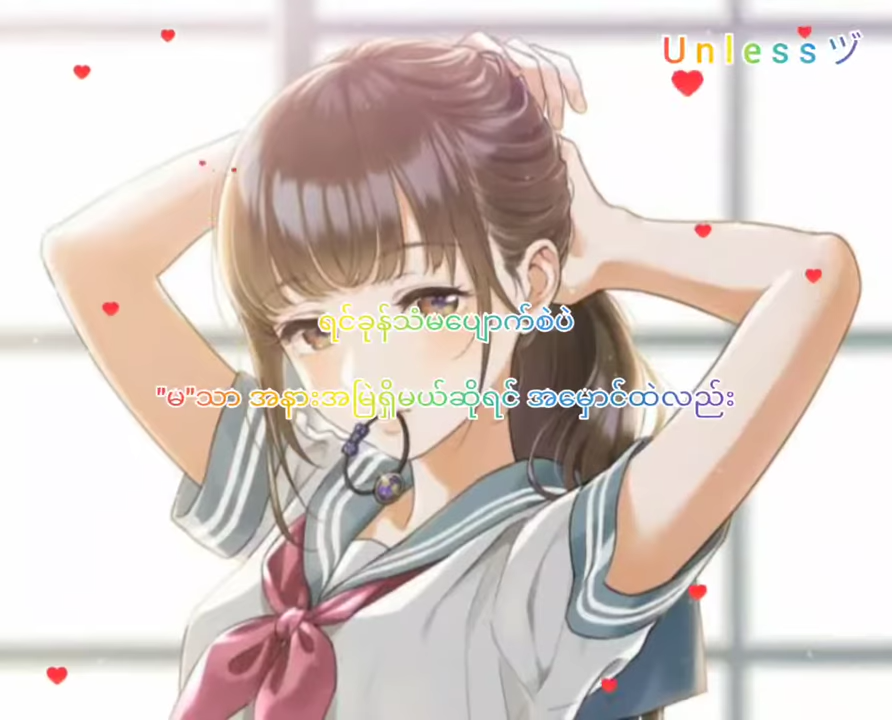 Unlessヅ
ရင်ခုန်သံမပျောက်စဲပဲ
"မ"သာ အနားအမြဲရှိမယ်ဆိုရင် အမှောင်ထဲလည်း